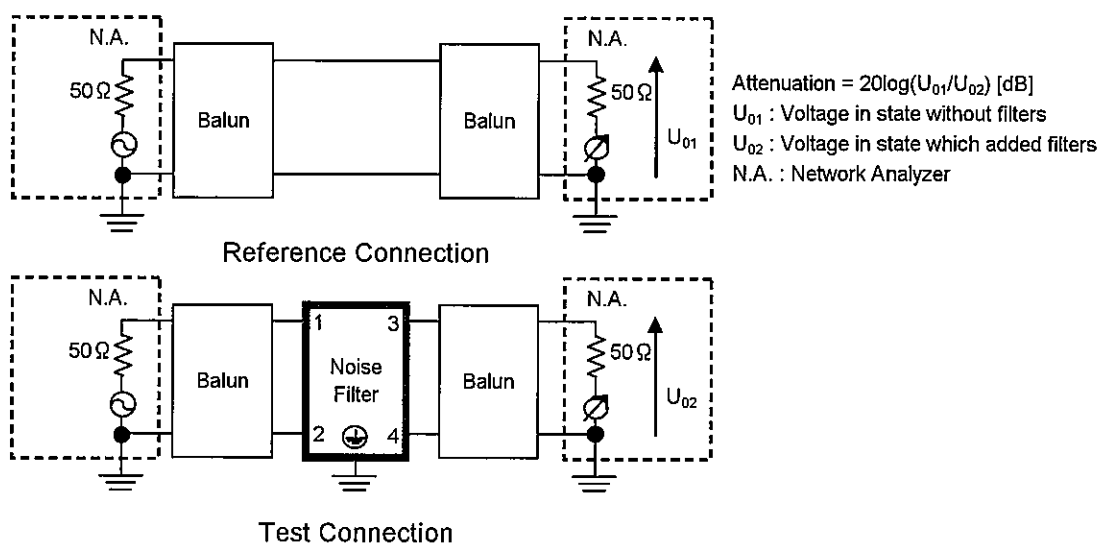 N.A.
N.A.
50Ω
Balun
Balun
50Ω
U01
Attenuation = 20log(U01/U02) [dB]
U01 : Voltage in state without filters
U02 : Voltage in state which added filters
N.A. : Network Analyzer
Reference Connection
N.A.
N.A.
1 3
50Ω
Balun
Noise
Filter
Balun
50Ω
U02
2 4
Test Connection